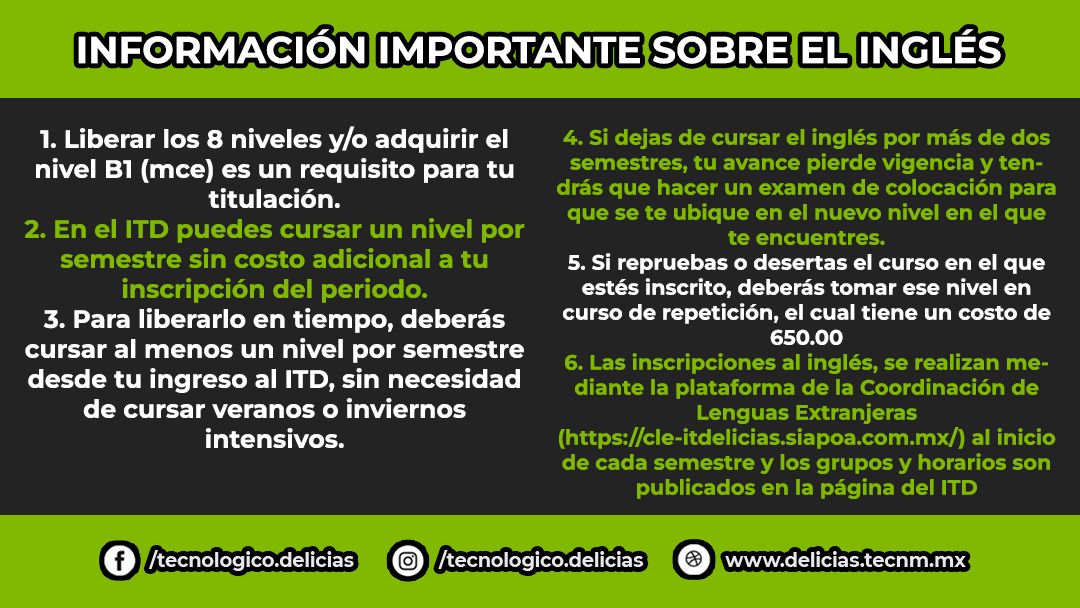 INFORMACIÓN IMPORTANTE SOBRE EL INGLÉS
1. Liberar los 8 niveles y/o adquirir el
nivel B1 (mce) es un requisito para tu
titulación.
2. En el ITD puedes cursar un nivel por
semestre sin costo adicional a tu
inscripción del periodo.
3. Para liberarlo en tiempo, deberás
cursar al menos un nivel por semestre
desde tu ingreso al ITD, sin necesidad
de cursar veranos o inviernos
intensivos.
4. Si dejas de cursar el inglés por más de dos
semestres, tu avance pierde vigencia y ten-
drás que hacer un examen de colocación para
que se te ubique en el nuevo nivel en el que
te encuentres.
5. Si repruebas o desertas el curso en el que
estés inscrito, deberás tomar ese nivel en
curso de repetición, el cual tiene un costo de
650.00
6. Las inscripciones al inglés, se realizan me-
diante la plataforma de la Coordinación de
Lenguas Extranjeras
(https://cle-itdelicias.siapoa.com.mx/) al inicio
de cada semestre y los grupos y horarios son
publicados en la página del ITD
/tecnologico.delicias
/tecnologico.delicias
www.delicias.tecnm.mx